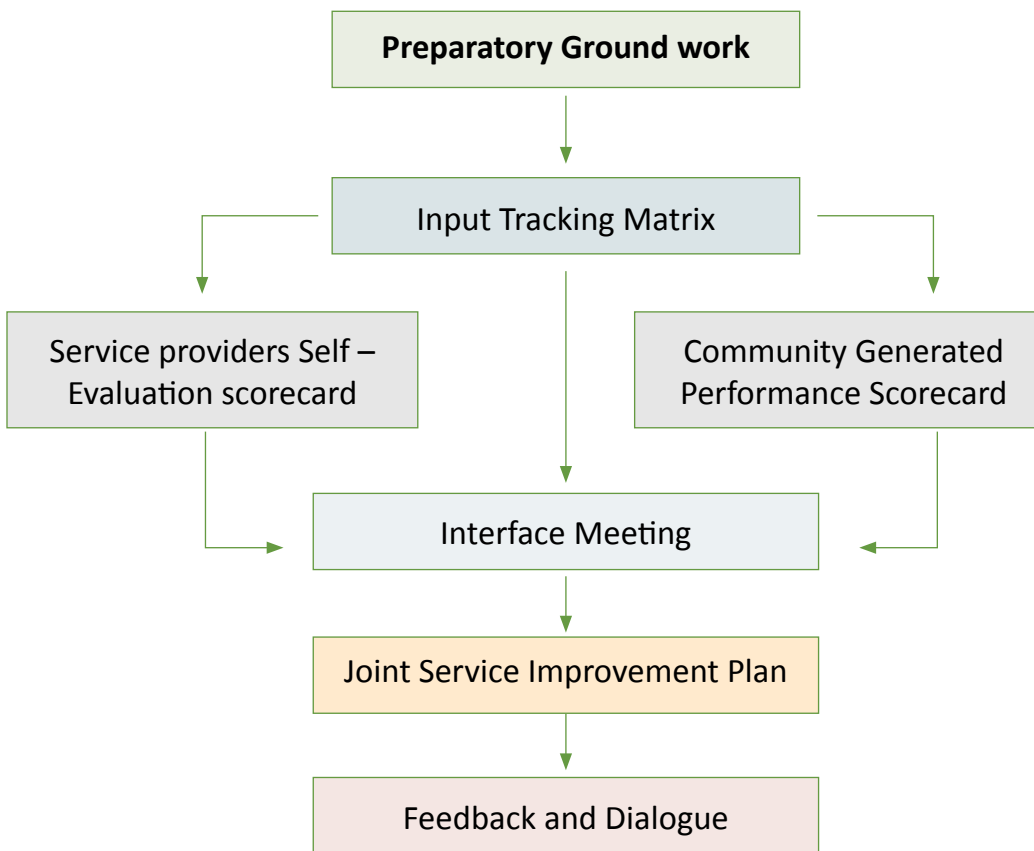 Preparatory Ground work
Input Tracking Matrix
Service providers Self –
Evaluation scorecard
Community Generated
Performance Scorecard
Interface Meeting
Joint Service Improvement Plan
Feedback and Dialogue